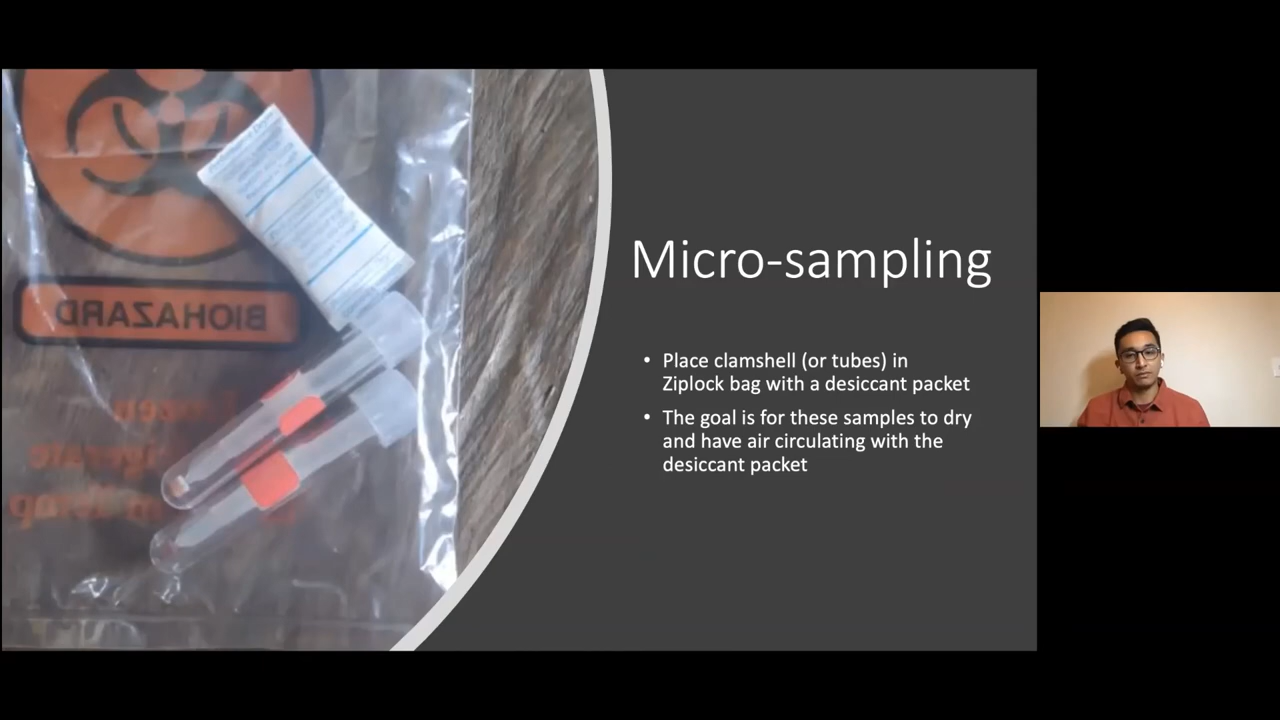 BIOHAZARD
Micro-sampling
• Place clamshell (or tubes) in
Ziplock bag with a desiccant packet
• The goal is for these samples to dry
and have air circulating with the
desiccant packet